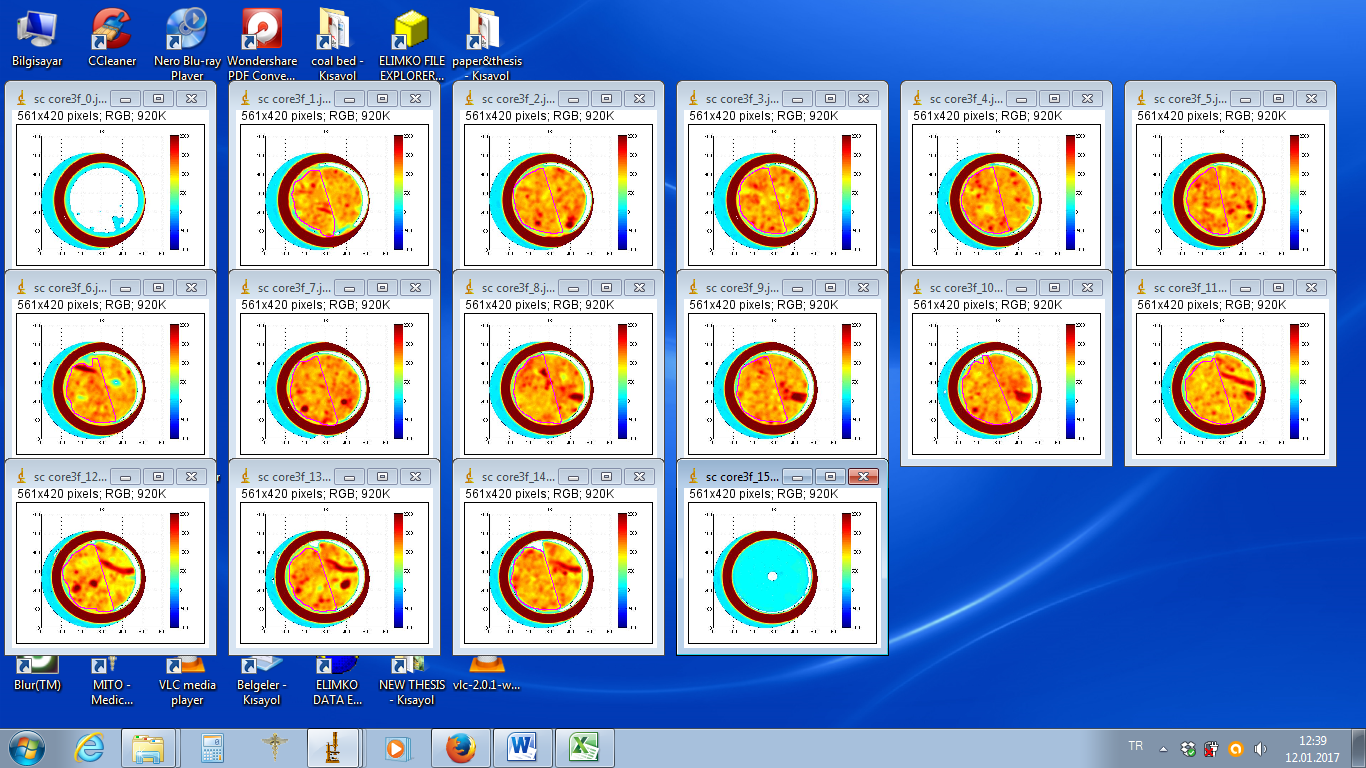 Bilgisayar
CCleaner
Nero Blu-ray
Player
Wondershare
PDF Conve...
coal bed -
Kısayol
ELIMKO FILE
EXPLORER...
paper&thesis
- Kısayol
sc core3f_0.j...
561x420 pixels; RGB; 920K
sc core3f_1.j...
561x420 pixels; RGB; 920K
sc core3f_2.j...
561x420 pixels; RGB; 920K
sc core3f_3.j...
561x420 pixels; RGB; 920K
sc core3f_4.j...
561x420 pixels; RGB; 920K
sc core3f_5.j...
561x420 pixels; RGB; 920K
sc core3f_6.j...
561x420 pixels; RGB; 920K
sc core3f_7.j...
561x420 pixels; RGB; 920K
sc core3f_8.j...
561x420 pixels; RGB; 920K
sc core3f_9.j...
561x420 pixels; RGB; 920K
sc core3f_10...
561x420 pixels; RGB; 920K
sc core3f_11...
561x420 pixels; RGB; 920K
sc core3f_12...
561x420 pixels; RGB; 920K
sc core3f_13...
561x420 pixels; RGB; 920K
sc core3f_14...
561x420 pixels; RGB; 920K
sc core3f_15...
561x420 pixels; RGB; 920K
Blur(TM)
MITO -
Medic...
VLC media
player
Belgeler -
Kısayol
ELIMKO
DATA E...
NEW THESIS
- Kısayol
vlc-2.0.1-w...
TR
12:39
12.01.2017